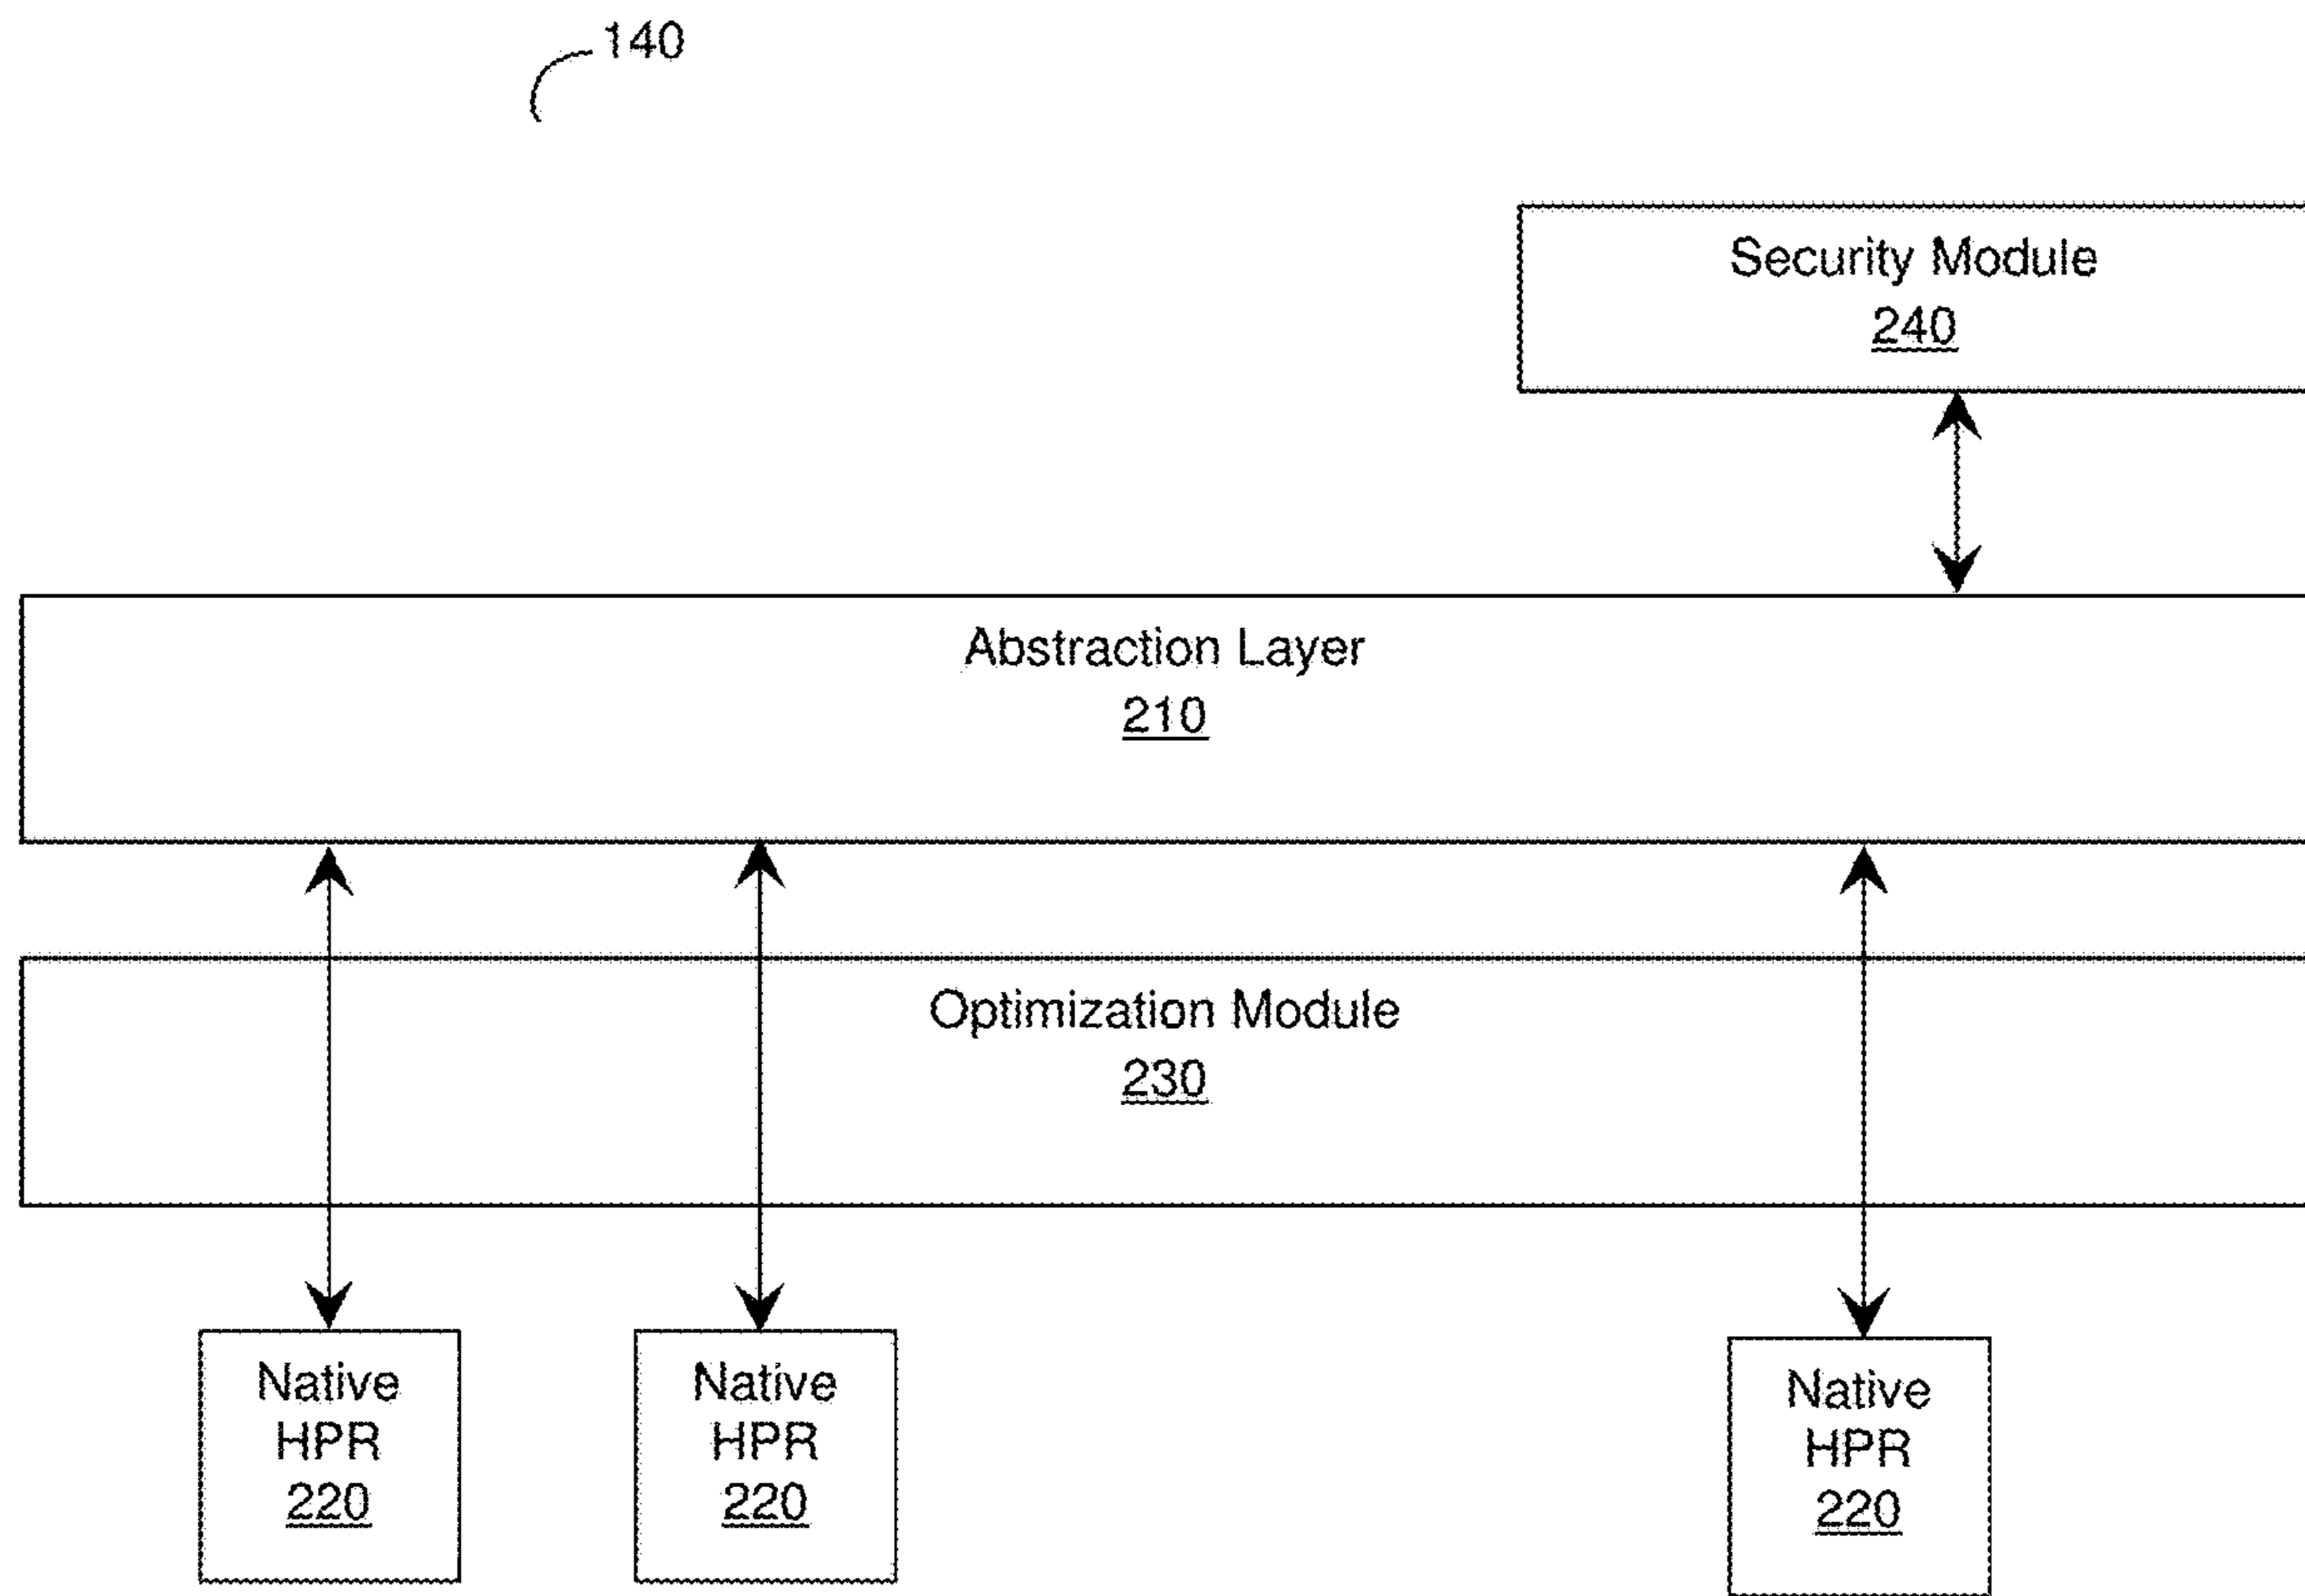 140
Security Module
240
Abstraction Layer
210
Optimization Module
230
Native
HPR
220
Native
HPR
220
Native
HPR
220